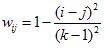 w_{ij} = 1 - \frac{(i-j)^2}{(k-1)^2}